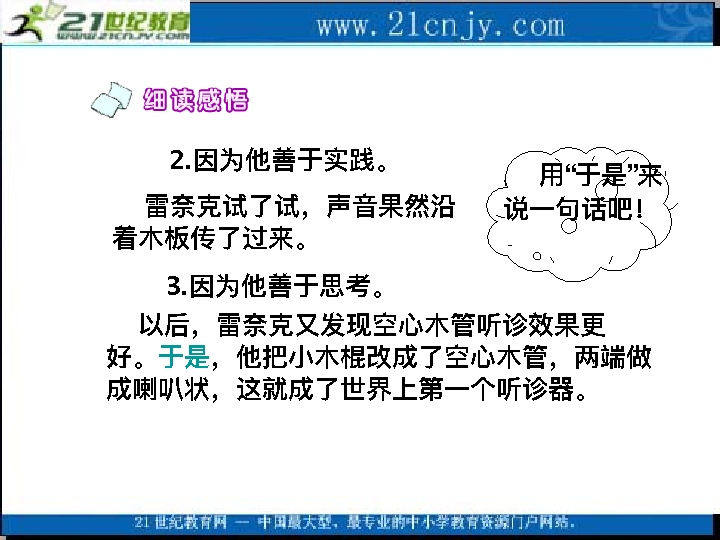 21世纪教育
WWW.21CNJY.COM
www.21cnjy.com
细读感悟
2.因为他善于实践。
用“于是”来
说一句话吧！
雷奈克试了试，声音果然沿
着木板传了过来。
3.因为他善于思考。
以后，雷奈克又发现空心木管听诊效果更
好。于是，他把小木棍改成了空心木管，两端做
成喇叭状，这就成了世界上第一个听诊器。
21 世纪教育网 -- 中国最大型、最专业的中小学教育资源门户网站.